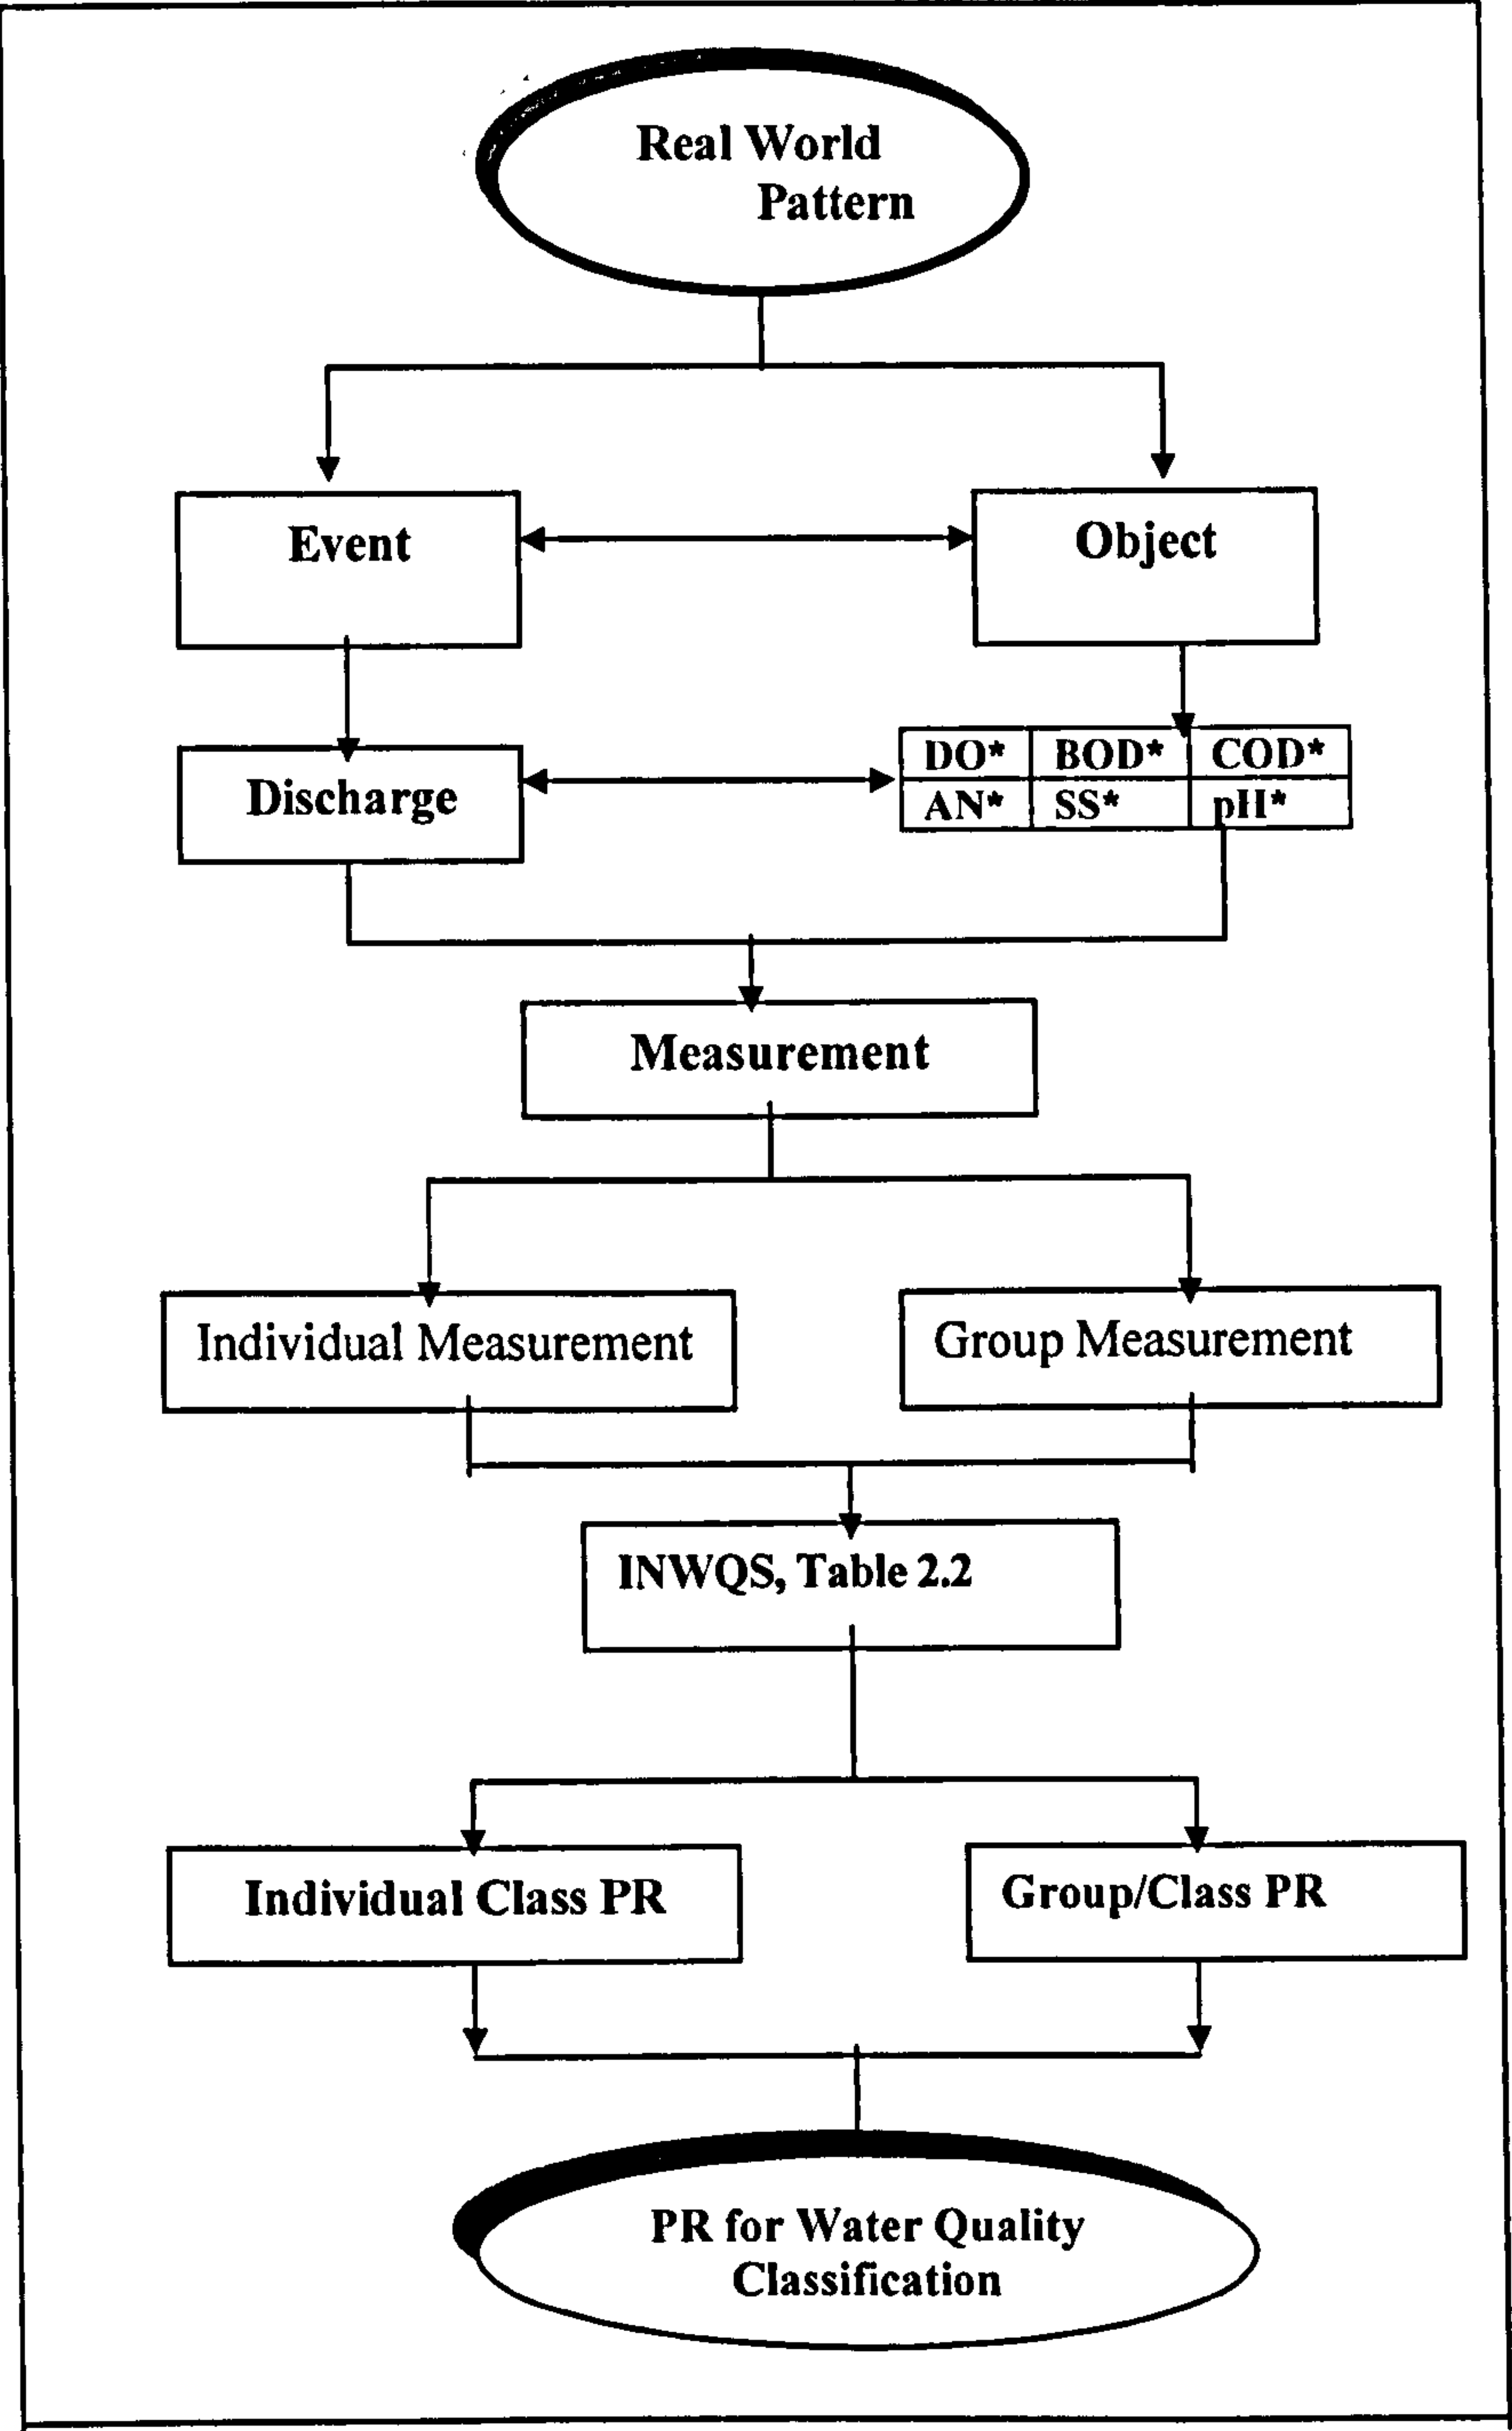 Real World
Pattern
Event
Object
Discharge
DO* BOD* COD*
AN* SS* pH*
Measurement
Individual Measurement
Group Measurement
INWQS, Table 2.2
Individual Class PR
Group/Class PR
PR for Water Quality
Classification